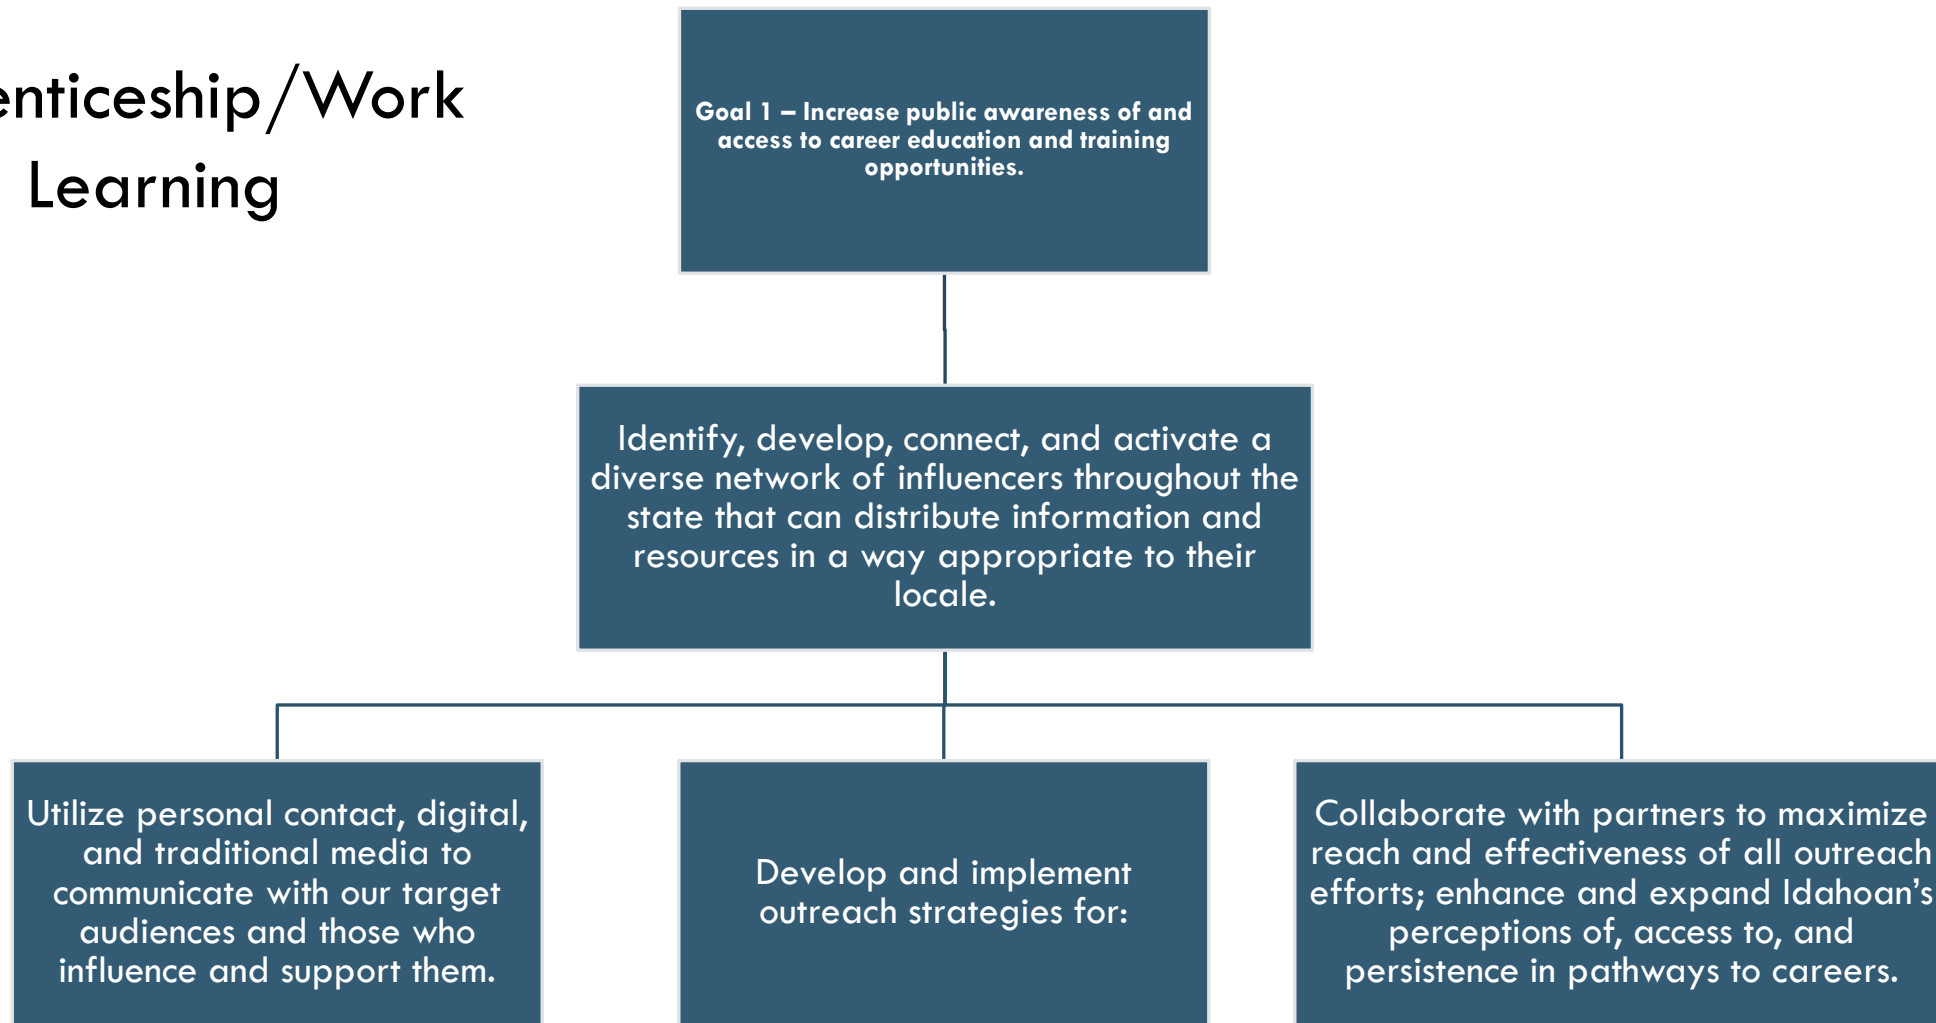 enticeship/Work
Learning
Goal 1 – Increase public awareness of and
access to career education and training
opportunities.
Identify, develop, connect, and activate a
diverse network of influencers throughout the
state that can distribute information and
resources in a way appropriate to their
locale.
Utilize personal contact, digital,
and traditional media to
communicate with our target
audiences and those who
influence and support them.
Develop and implement
outreach strategies for:
Collaborate with partners to maximize
reach and effectiveness of all outreach
efforts; enhance and expand Idahoan’s
perceptions of, access to, and
persistence in pathways to careers.